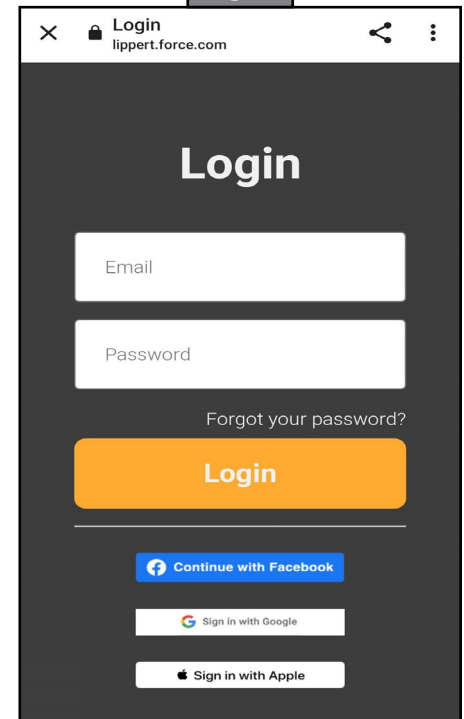 Login
lippert.force.com
Login
Email
Password
Forgot your password?
Login
Continue with Facebook
Sign in with Google
Sign in with Apple